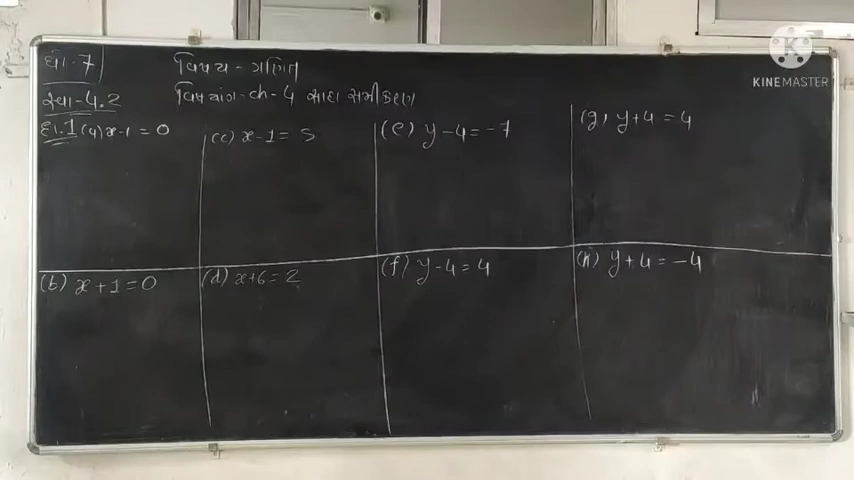 ધો-7
વિષય - ગણિત
સ્વા-4.2
વિષયાંગ - ch - 4 સાદા સમીકરણ
દા.1 (a) x-1 = 0
(c) x-1 = 5
(e) y-4 = -7
(g) y+4 = 4
(b) x+1=0
(d) x+6=2
(f) y-4=4
(h) y+4 = -4
K
KINEMASTER